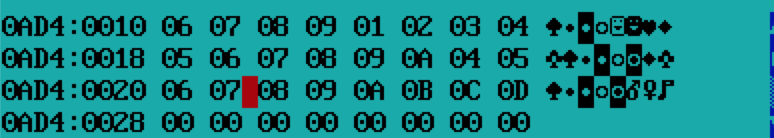 0AD4:0010 06 07 08 09 01 02 03 04 ♠•◘○☺☻♥♦
0AD4:0018 05 06 07 08 09 0A 04 05 ♣♠•◘○◙♦♣
0AD4:0020 06 07 08 09 0A 0B 0C 0D ♠•◘○◙♂♀♪
0AD4:0028 00 00 00 00 00 00 00 00